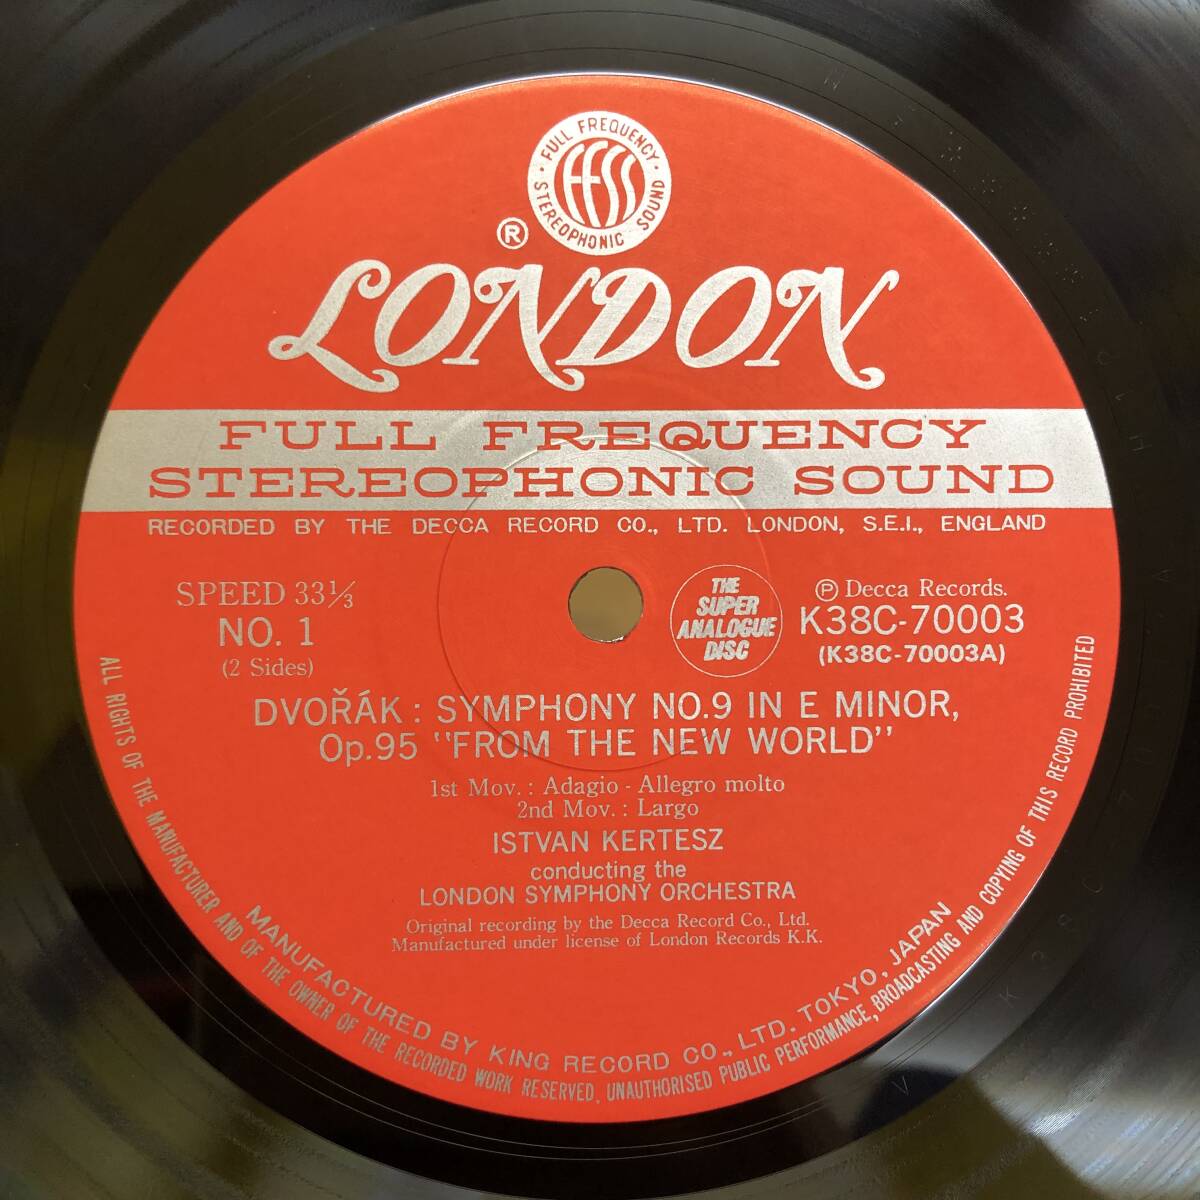 FULL FREQUENCY
STEREOPHONIC SOUND
FFSS
®
LONDON
FULL FREQUENCY
STEREOPHONIC SOUND
RECORDED BY THE DECCA RECORD CO., LTD. LONDON, S.E.I., ENGLAND
SPEED 33⅓
NO. 1
(2 Sides)
THE
SUPER
ANALOGUE
DISC
Ⓟ Decca Records.
K38C-70003
(K38C-70003A)
DVOŘÁK : SYMPHONY NO.9 IN E MINOR,
Op.95 "FROM THE NEW WORLD"
1st Mov. : Adagio - Allegro molto
2nd Mov. : Largo
ISTVAN KERTESZ
conducting the
LONDON SYMPHONY ORCHESTRA
Original recording by the Decca Record Co., Ltd.
Manufactured under license of London Records K.K.
MANUFACTURED BY KING RECORD CO., LTD. TOKYO, JAPAN
ALL RIGHTS OF THE MANUFACTURER AND OF THE OWNER OF THE RECORDED WORK RESERVED, UNAUTHORISED PUBLIC PERFORMANCE, BROADCASTING AND COPYING OF THIS RECORD PROHIBITED